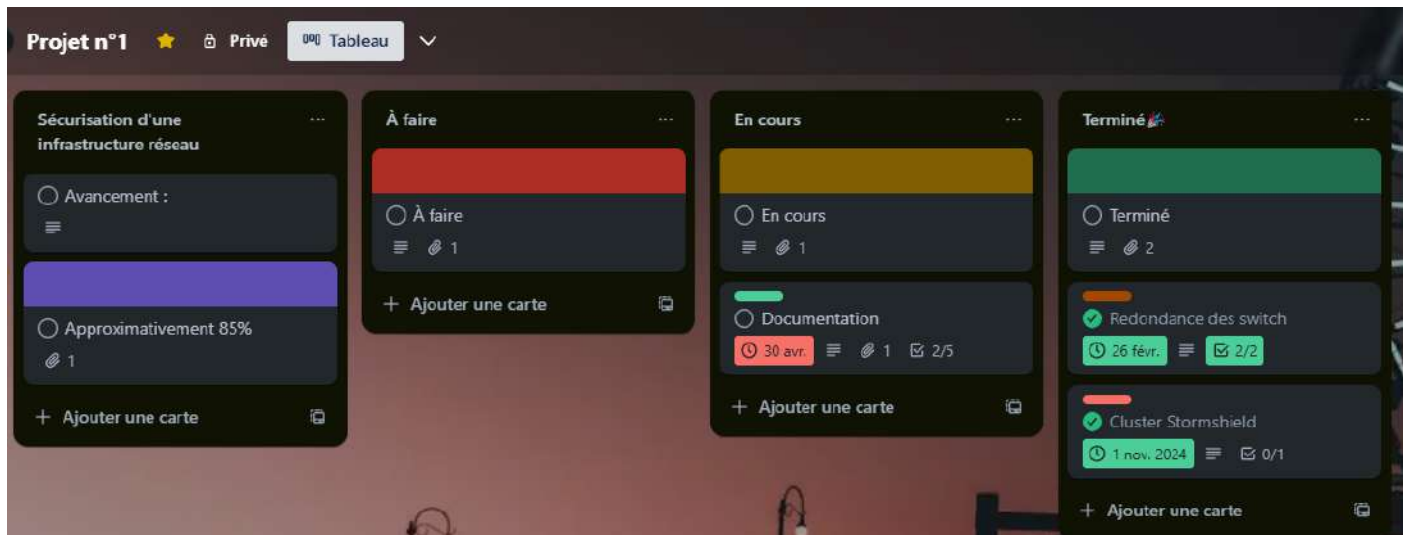 Projet n°1 Privé Tableau
Sécurisation d'une
infrastructure réseau
Avancement :
Approximativement 85%
1
+ Ajouter une carte
À faire
À faire
1
+ Ajouter une carte
En cours
En cours
1
Documentation
30 avr. 1 2/5
+ Ajouter une carte
Terminé🎉
Terminé
2
Redondance des switch
26 févr. 2/2
Cluster Stormshield
1 nov. 2024 0/1
+ Ajouter une carte